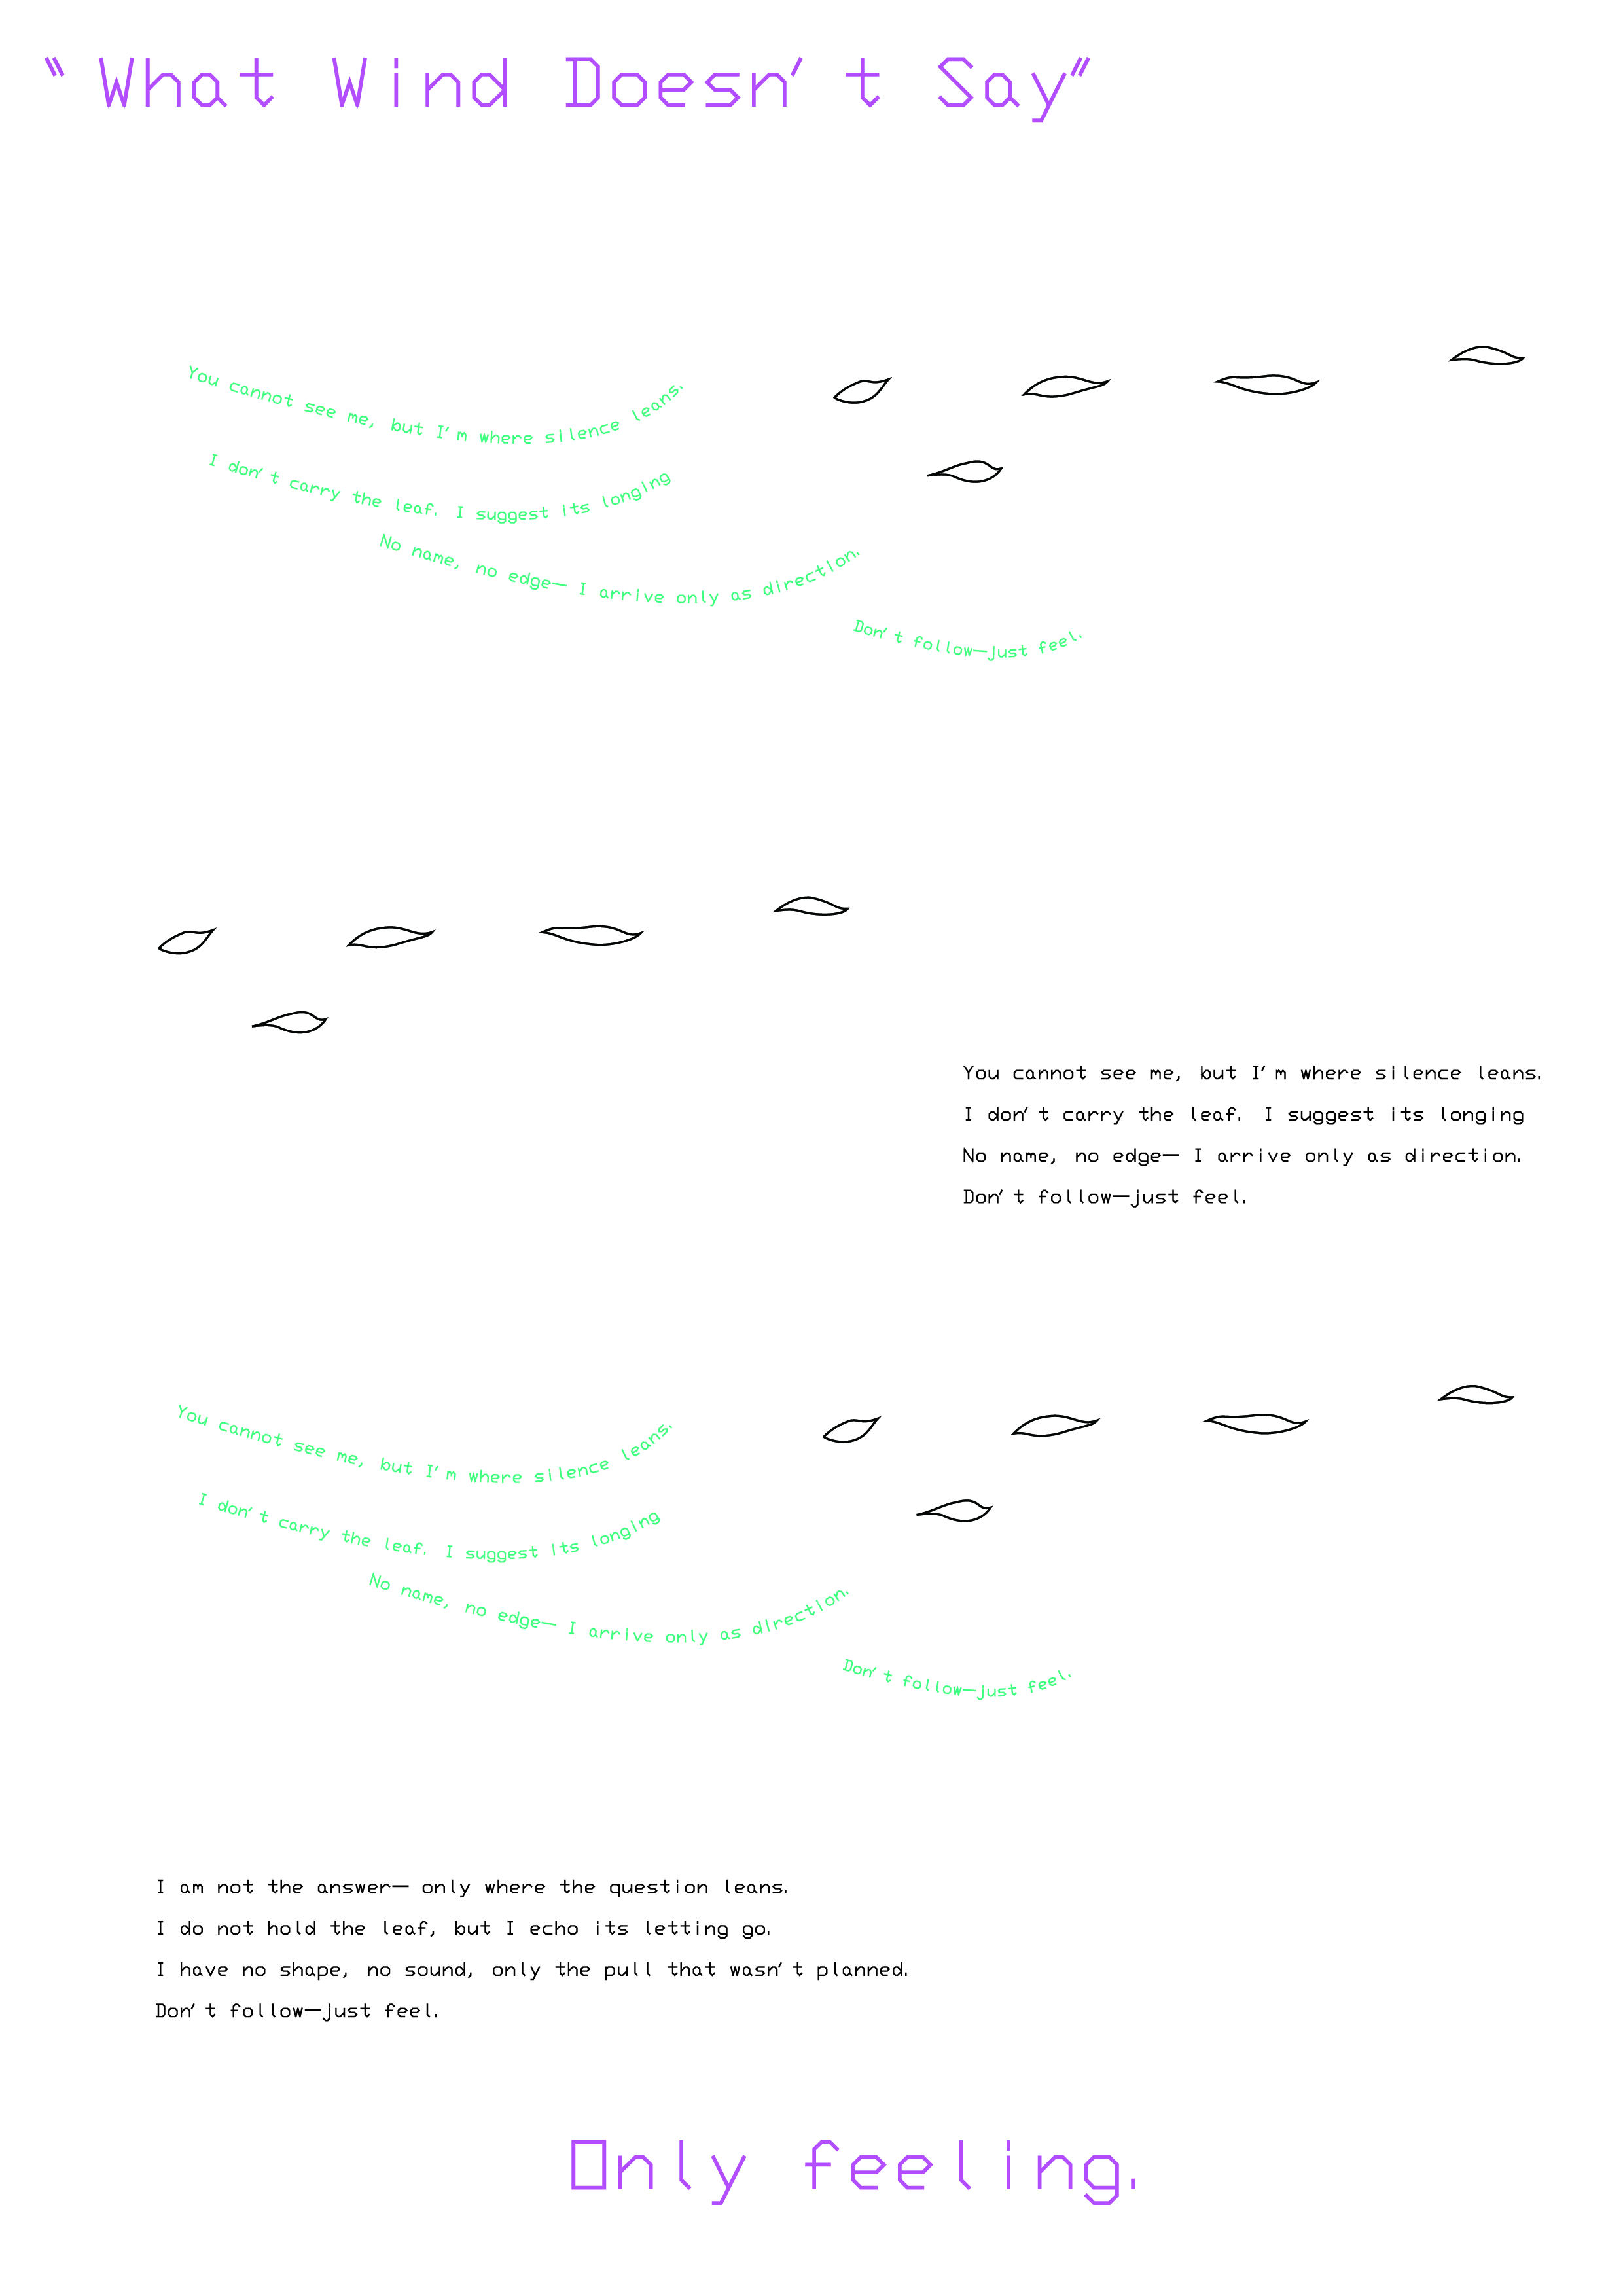 “What Wind Doesn’t Say”
You cannot see me, but I’m where silence leans.
I don’t carry the leaf. I suggest its longing
No name, no edge— I arrive only as direction.
Don’t follow—just feel.
You cannot see me, but I’m where silence leans.
I don’t carry the leaf. I suggest its longing
No name, no edge— I arrive only as direction.
Don’t follow—just feel.
You cannot see me, but I’m where silence leans.
I don’t carry the leaf. I suggest its longing
No name, no edge— I arrive only as direction.
Don’t follow—just feel.
I am not the answer— only where the question leans.
I do not hold the leaf, but I echo its letting go.
I have no shape, no sound, only the pull that wasn’t planned.
Don’t follow—just feel.
Only feeling.